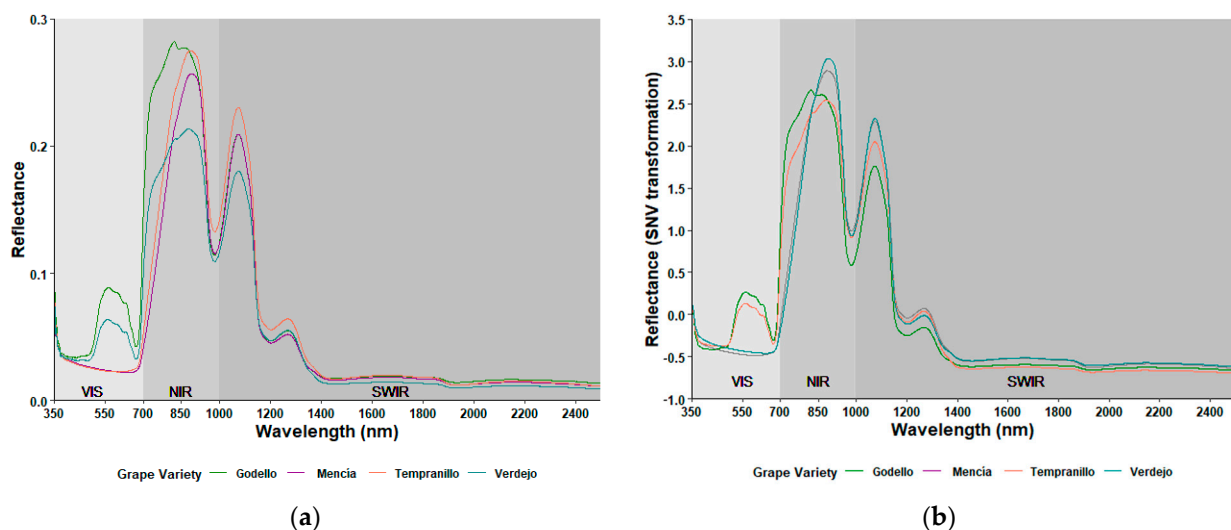 0.3
0.2
0.1
0.0
Reflectance
VIS
NIR
SWIR
350 550 700 850 1000 1200 1400 1600 1800 2000 2200 2400
Wavelength (nm)
Grape Variety Godello Mencía Tempranillo Verdejo
(a)
3.5
3.0
2.5
2.0
1.5
1.0
0.5
0.0
-0.5
-1.0
Reflectance (SNV transformation)
VIS
NIR
SWIR
350 550 700 850 1000 1200 1400 1600 1800 2000 2200 2400
Wavelength (nm)
Grape Variety Godello Mencía Tempranillo Verdejo
(b)